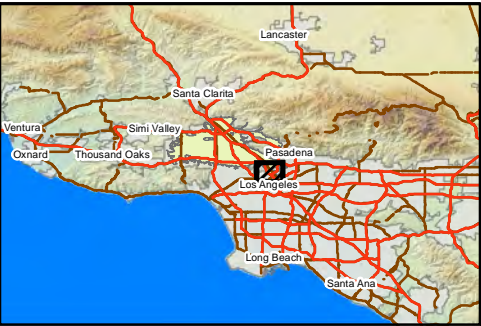 Lancaster
Santa Clarita
Ventura
Simi Valley
Oxnard
Thousand Oaks
Pasadena
Los Angeles
Long Beach
Santa Ana